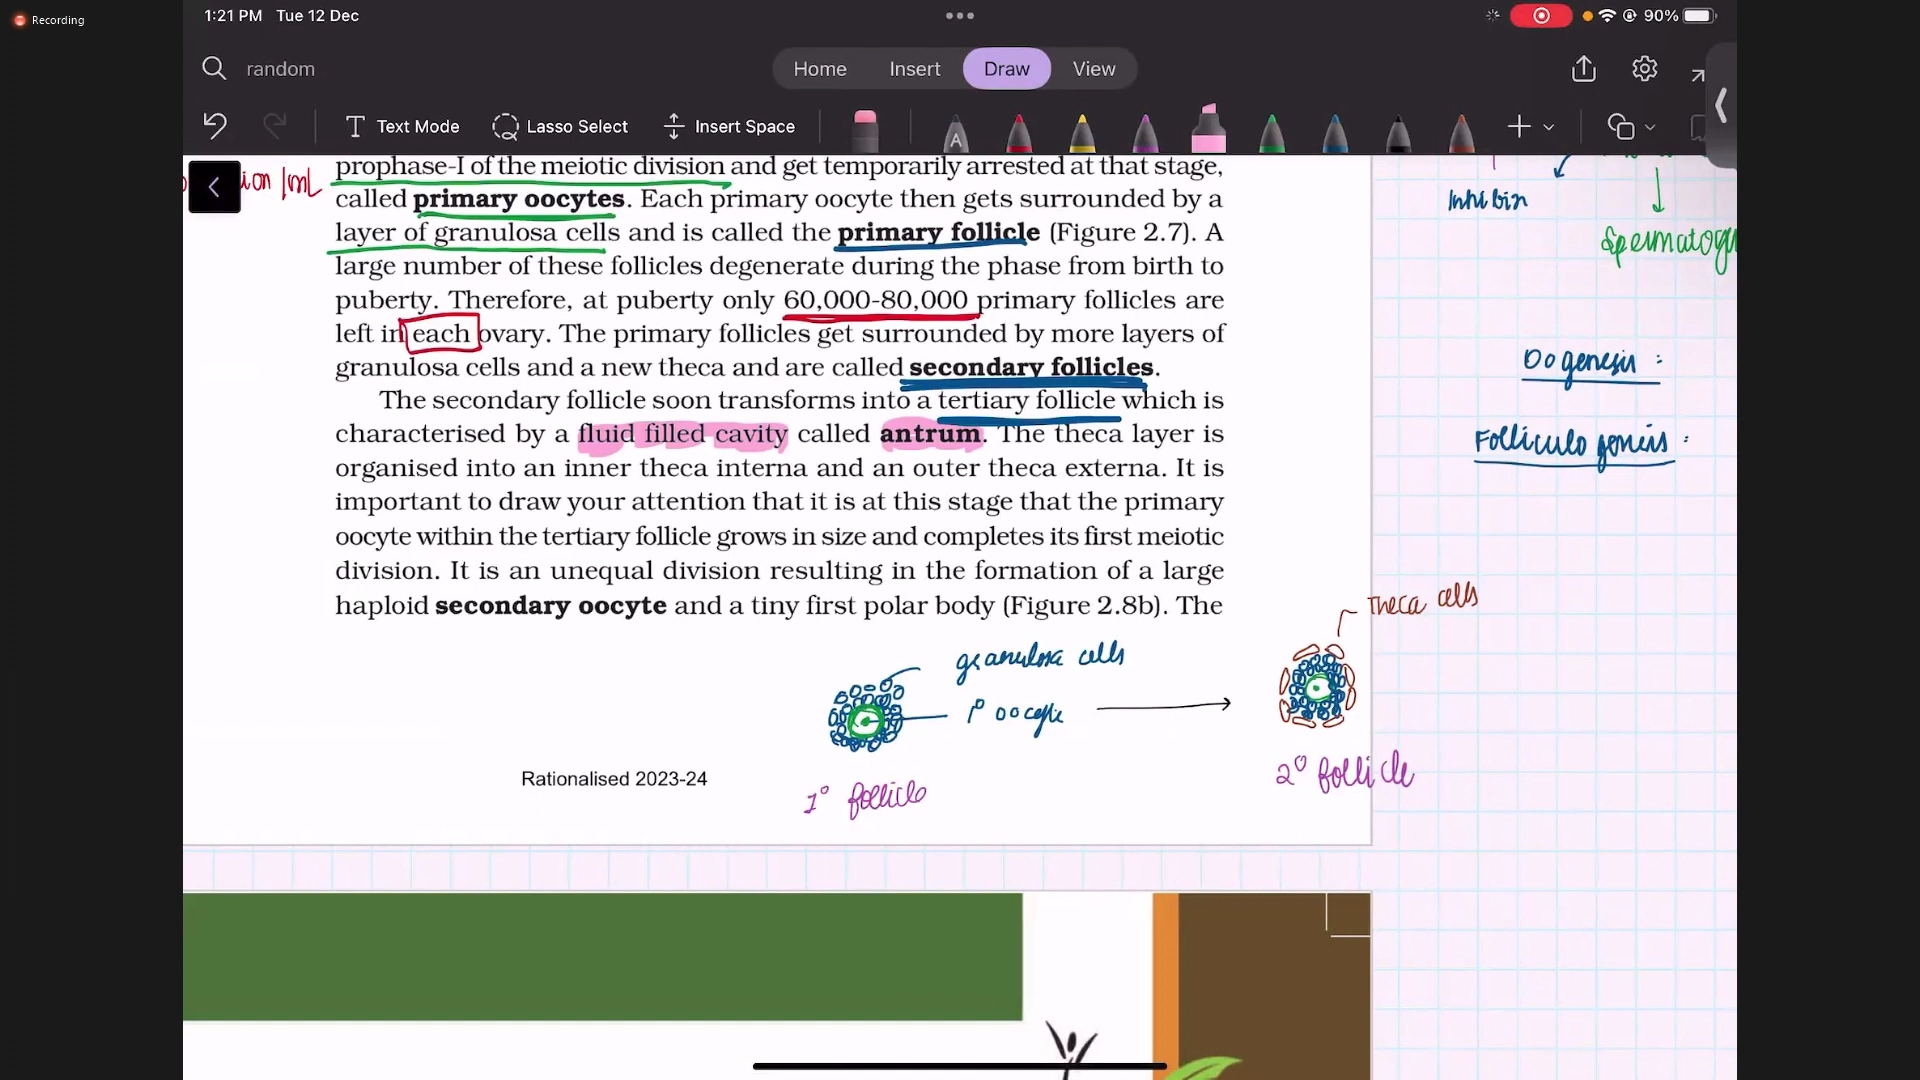 Recording
1:21 PM Tue 12 Dec
90%
random
Home Insert Draw View
Text Mode Lasso Select Insert Space
A
ion /mL
prophase-I of the meiotic division and get temporarily arrested at that stage,
called primary oocytes. Each primary oocyte then gets surrounded by a
layer of granulosa cells and is called the primary follicle (Figure 2.7). A
large number of these follicles degenerate during the phase from birth to
puberty. Therefore, at puberty only 60,000-80,000 primary follicles are
left in each ovary. The primary follicles get surrounded by more layers of
granulosa cells and a new theca and are called secondary follicles.
The secondary follicle soon transforms into a tertiary follicle which is
characterised by a fluid filled cavity called antrum. The theca layer is
organised into an inner theca interna and an outer theca externa. It is
important to draw your attention that it is at this stage that the primary
oocyte within the tertiary follicle grows in size and completes its first meiotic
division. It is an unequal division resulting in the formation of a large
haploid secondary oocyte and a tiny first polar body (Figure 2.8b). The
Inhibin
Spermatog
Oogenesis :
Folliculogenesis :
Theca cells
granulosa cells
1° oocyte
2° follicle
1° follicle
Rationalised 2023-24